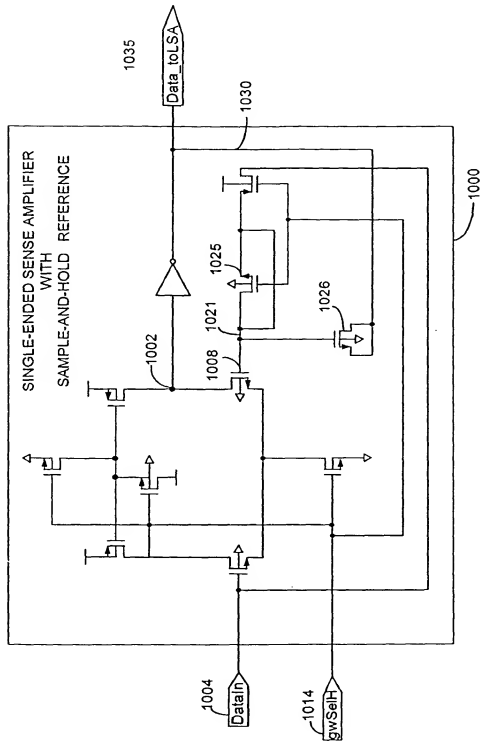 SINGLE-ENDED SENSE AMPLIFIER
WITH
SAMPLE-AND-HOLD REFERENCE
1035
Data_toLSA
1030
1002
1025
1021
1008
1026
1000
1004
DataIn
1014
gwSelH